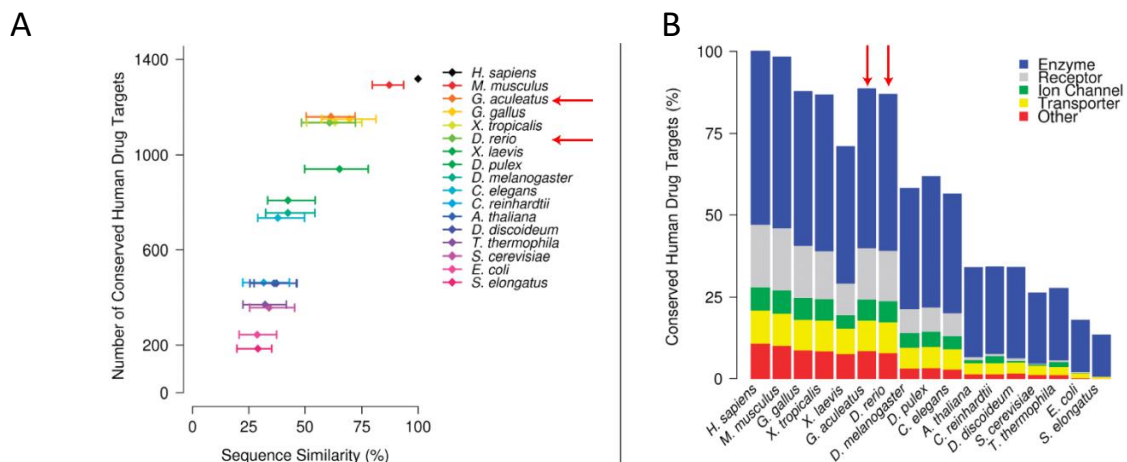 A
B
Number of Conserved Human Drug Targets
1400
1000
600
200
0
0
25
50
75
100
Sequence Similarity (%)
H. sapiens
M. musculus
G. aculeatus
G. gallus
X. tropicalis
D. rerio
X. laevis
D. pulex
D. melanogaster
C. elegans
C. reinhardtii
A. thaliana
D. discoideum
T. thermophila
S. cerevisiae
E. coli
S. elongatus
Conserved Human Drug Targets (%)
100
75
50
25
0
Enzyme
Receptor
Ion Channel
Transporter
Other
H. sapiens
M. musculus
G. gallus
X. tropicalis
X. laevis
G. aculeatus
D. rerio
D. melanogaster
D. pulex
C. elegans
A. thaliana
C. reinhardtii
D. discoideum
S. cerevisiae
T. thermophila
E. coli
S. elongatus